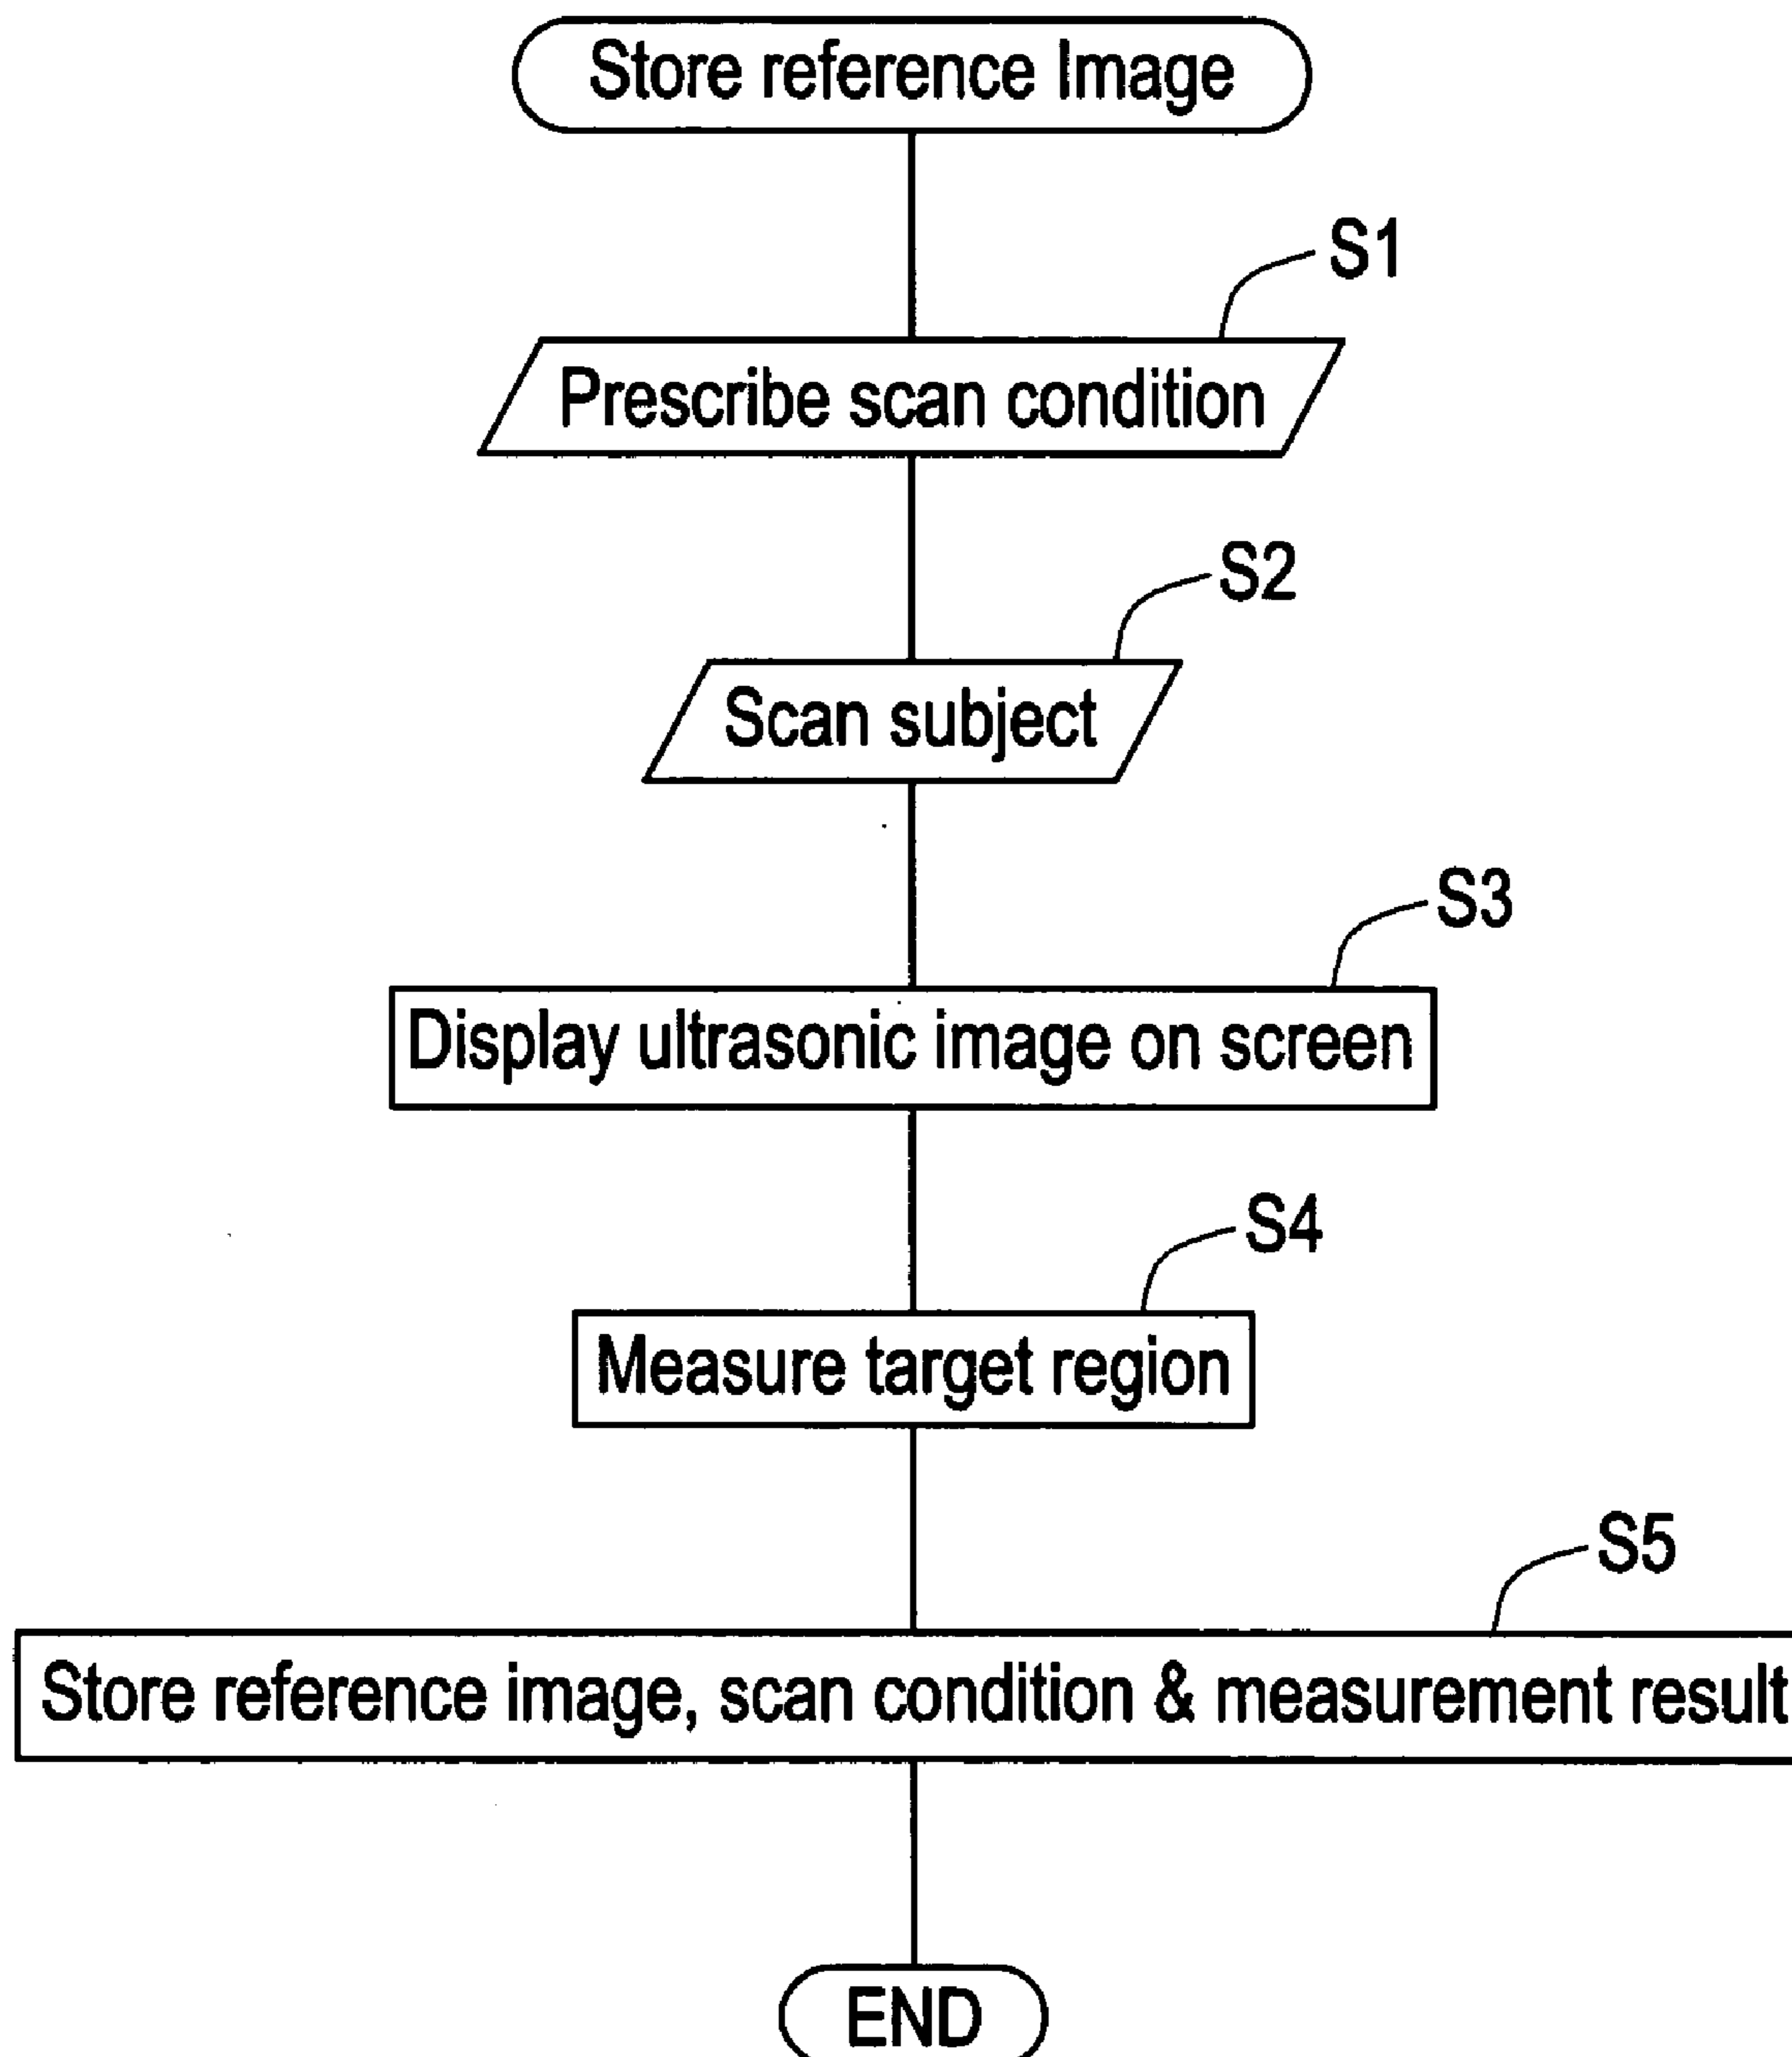 Store reference Image
S1
Prescribe scan condition
S2
Scan subject
S3
Display ultrasonic image on screen
S4
Measure target region
S5
Store reference image, scan condition & measurement result
END